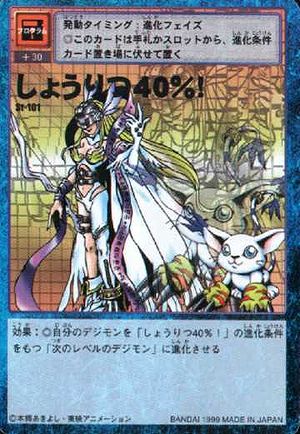 プログラム
+30
発動タイミング:進化フェイズ
◎このカードは手札かスロットから、進化条件
カード置き場に伏せて置く
しょうりつ40%!
St-101
効果:◎自分のデジモンを「しょうりつ40%!」の進化条件
をもつ「次のレベルのデジモン」に進化させる
©本郷あきよし・東映アニメーション
BANDAI 1999 MADE IN JAPAN